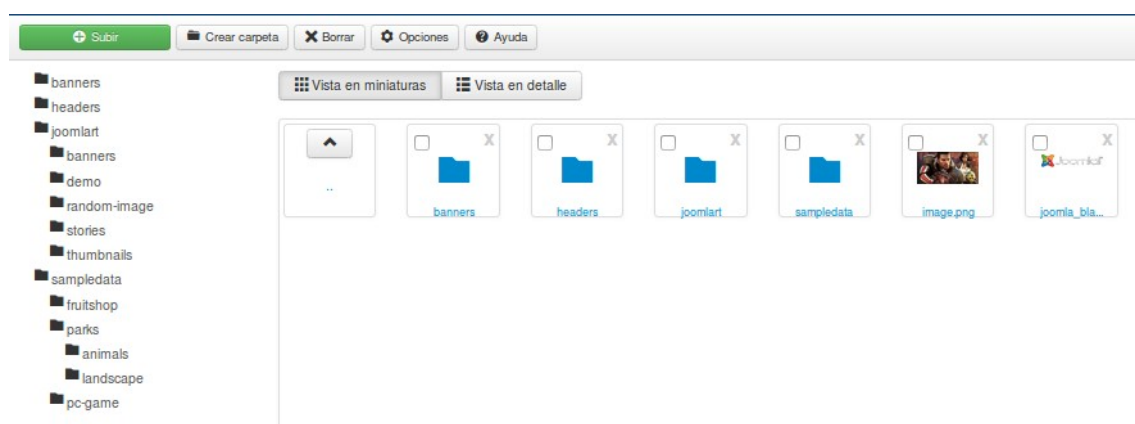 Subir Crear carpeta Borrar Opciones Ayuda
Vista en miniaturas Vista en detalle
banners
headers
joomlart
banners
demo
random-image
stories
thumbnails
sampledata
fruitshop
parks
animals
landscape
pc-game
X X X X X X
Joomla!
..
banners headers joomlart sampledata image.png joomla_bla...